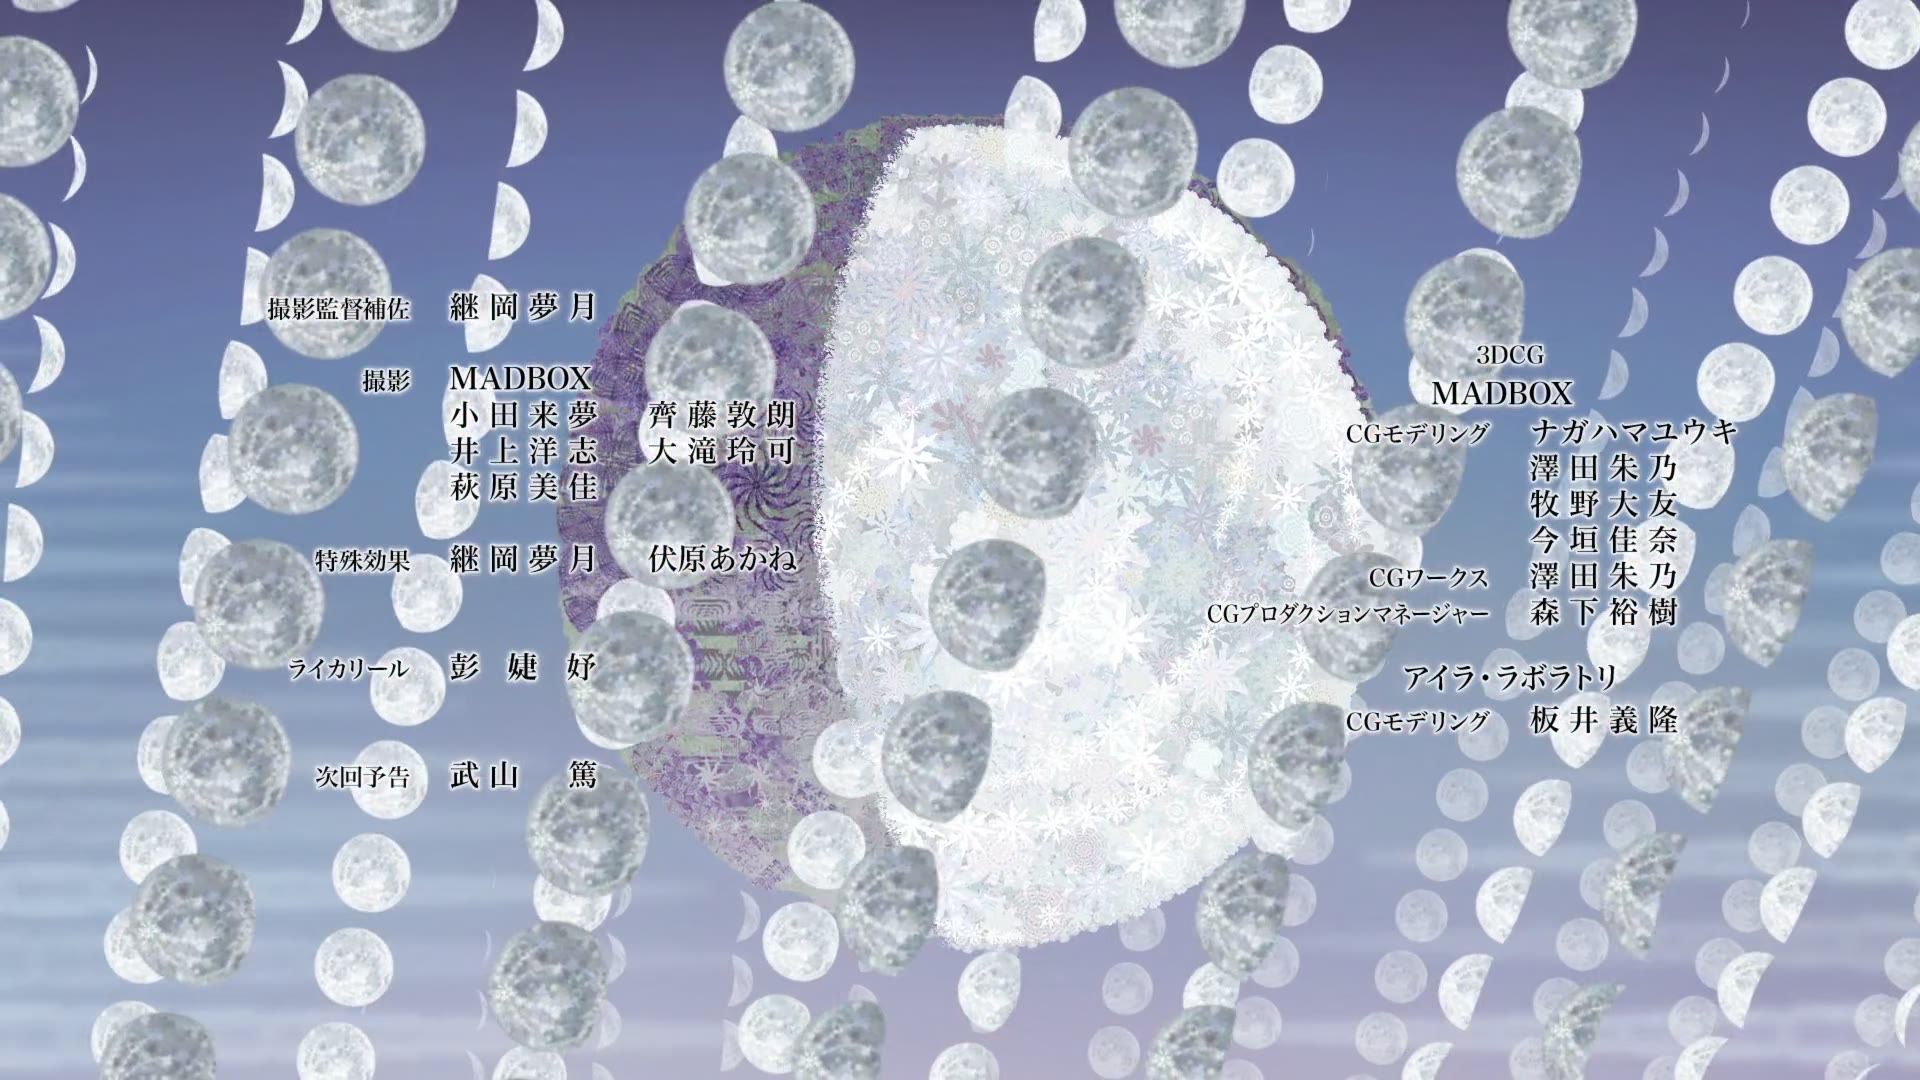 撮影監督補佐 継岡夢月
撮影 MADBOX
小田来夢 齊藤敦朗
井上洋志 大滝玲可
萩原美佳
特殊効果 継岡夢月 伏原あかね
ライカリール 彭婕妤
次回予告 武山 篤
3DCG
MADBOX
CGモデリング ナガハマユウキ
澤田朱乃
牧野大友
今垣佳奈
CGワークス 澤田朱乃
CGプロダクションマネージャー 森下裕樹
アイラ・ラボラトリ
CGモデリング 板井義隆